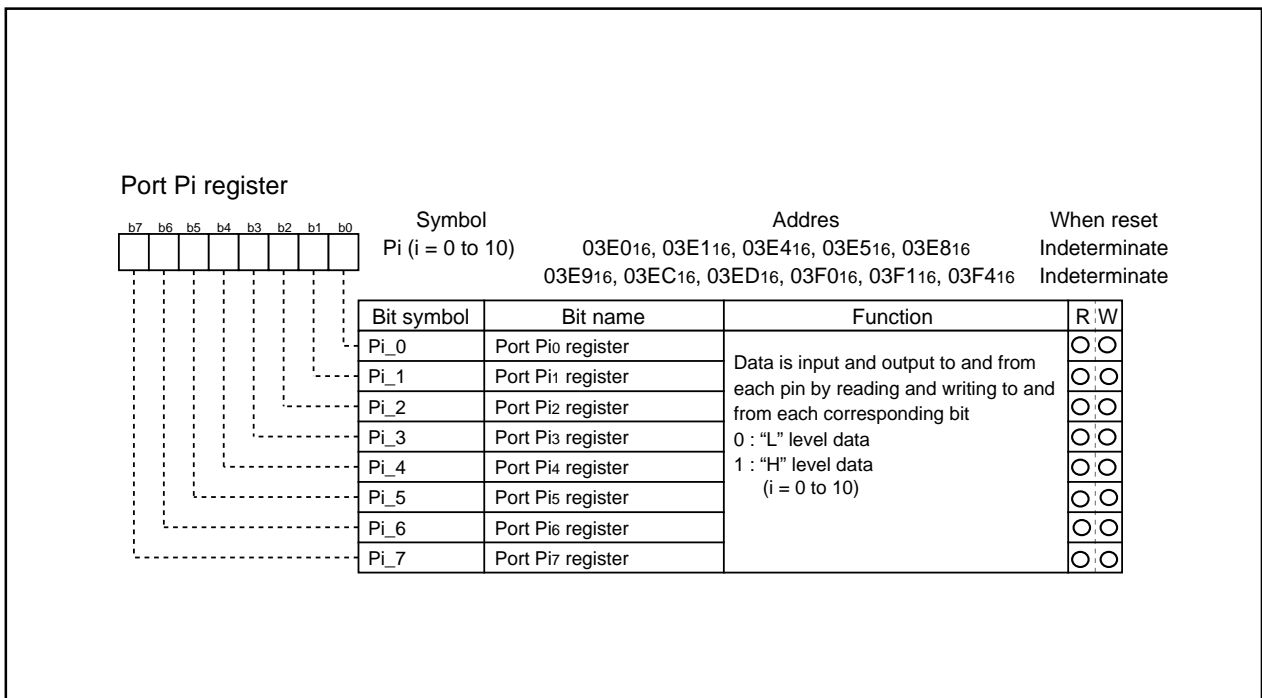 Port Pi register
b7 b6 b5 b4 b3 b2 b1 b0
Symbol Addres When reset
Pi (i = 0 to 10) 03E016, 03E116, 03E416, 03E516, 03E816 Indeterminate
03E916, 03EC16, 03ED16, 03F016, 03F116, 03F416 Indeterminate
Bit symbol Bit name Function R W
Pi_0 Port Pi0 register
Pi_1 Port Pi1 register
Pi_2 Port Pi2 register
Pi_3 Port Pi3 register
Pi_4 Port Pi4 register
Pi_5 Port Pi5 register
Pi_6 Port Pi6 register
Pi_7 Port Pi7 register
Data is input and output to and from
each pin by reading and writing to and
from each corresponding bit
0 : “L” level data
1 : “H” level data
(i = 0 to 10)